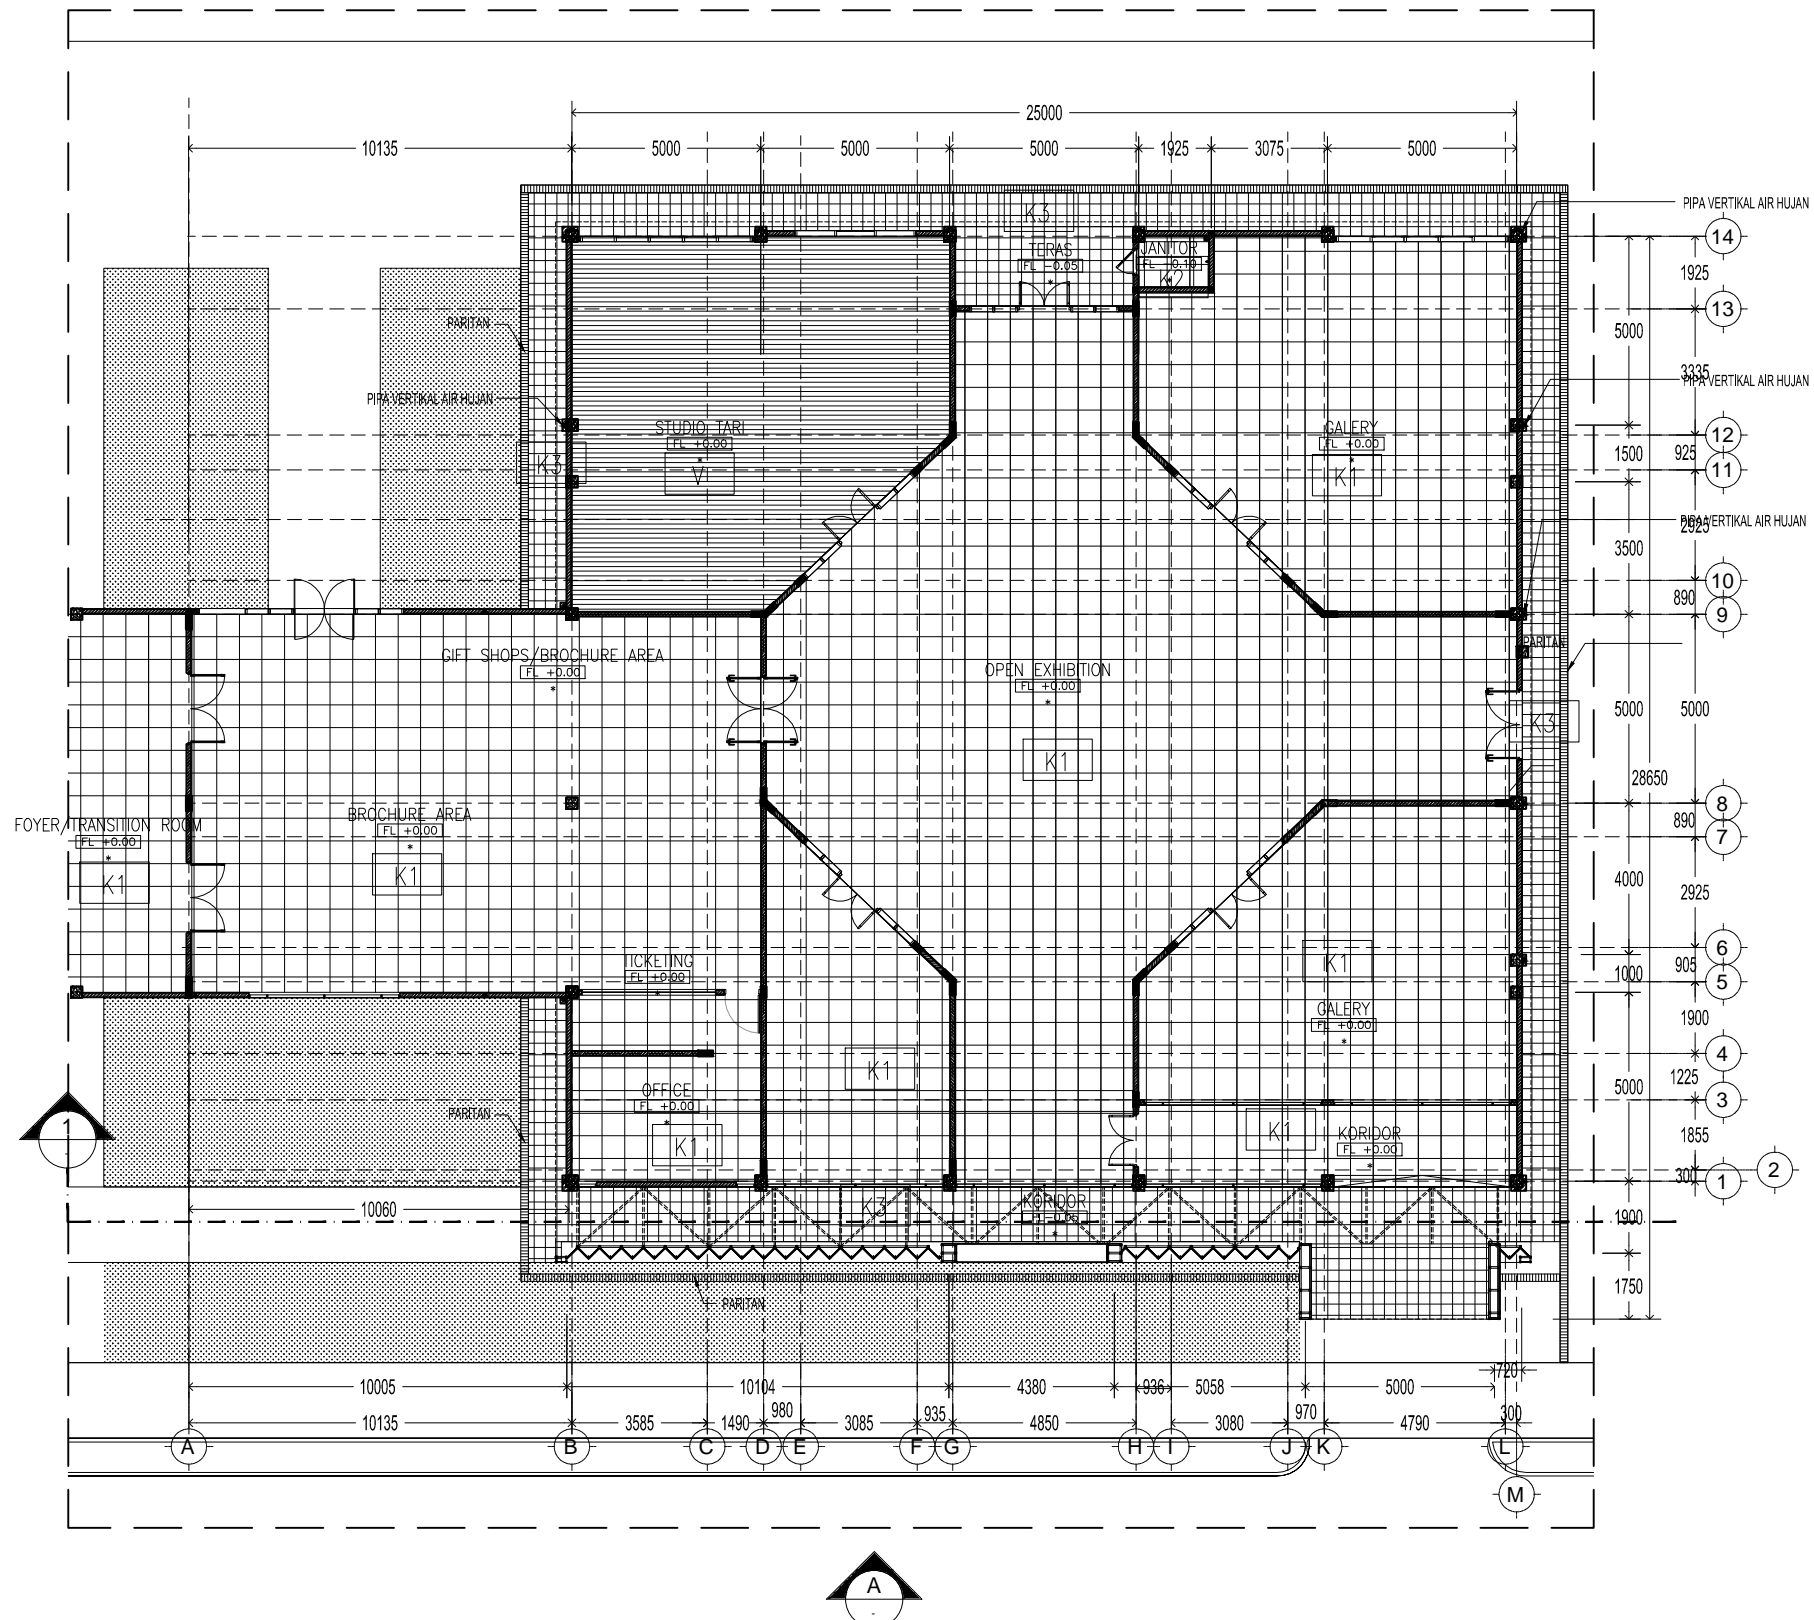 25000
10135
5000
5000
5000
1925
3075
5000
PIPA VERTIKAL AIR HUJAN
K3
14
TERAS
FL -0.05
*
JANITOR
FL -0.10
K2
1925
13
PARITAN
5000
3335
PIPA VERTIKAL AIR HUJAN
PIPA VERTIKAL AIR HUJAN
STUDIO TARI
FL +0.00
*
V
K3
GALERY
FL +0.00
*
K1
12
1500
925
11
2925
PIPA VERTIKAL AIR HUJAN
3500
10
890
9
GIFT SHOPS/BROCHURE AREA
FL +0.00
*
OPEN EXHIBITION
FL +0.00
*
K1
PARITAN
5000
5000
K3
28650
8
BROCHURE AREA
FL +0.00
*
K1
FOYER/TRANSITION ROOM
FL +0.00
*
K1
890
7
4000
2925
6
TICKETING
FL +0.00
*
K1
1000
905
5
GALERY
FL +0.00
*
1900
4
K1
OFFICE
FL +0.00
*
K1
5000
1225
3
PARITAN
1
-
K1
KORIDOR
FL +0.00
*
1855
2
300
1
10060
K3
KORIDOR
*
1900
1750
PARITAN
720
10005
10104
4380
936
5058
5000
10135
3585
1490
980
3085
935
4850
3080
970
4790
300
A
B
C
D
E
F
G
H
I
J
K
L
M
A
-